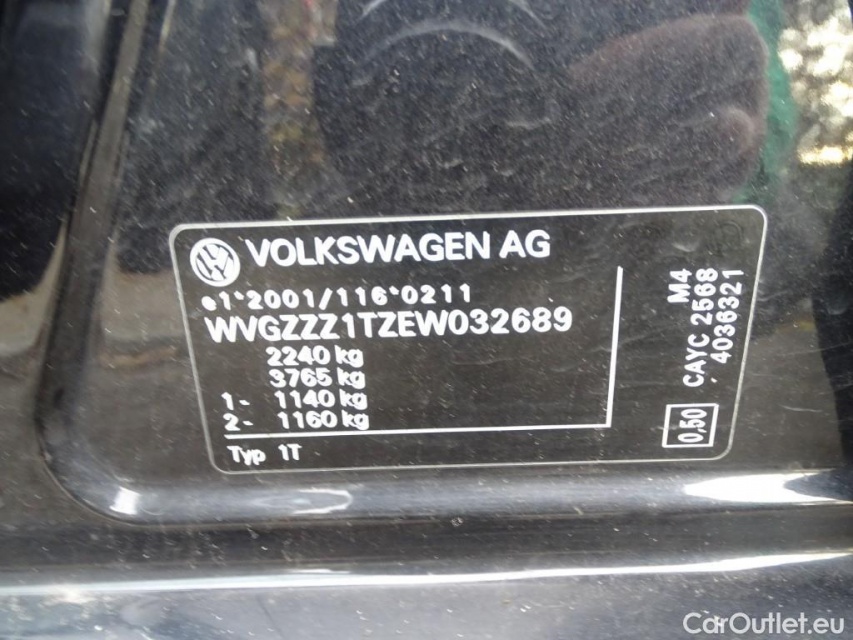 VOLKSWAGEN AG
e1*2001/116*0211
WVGZZZ1TZEW032689
2240 kg
3765 kg
1- 1140 kg
2- 1160 kg
Typ 1T
M4
CAYC 2568
4036321
0,50
CarOutlet.eu